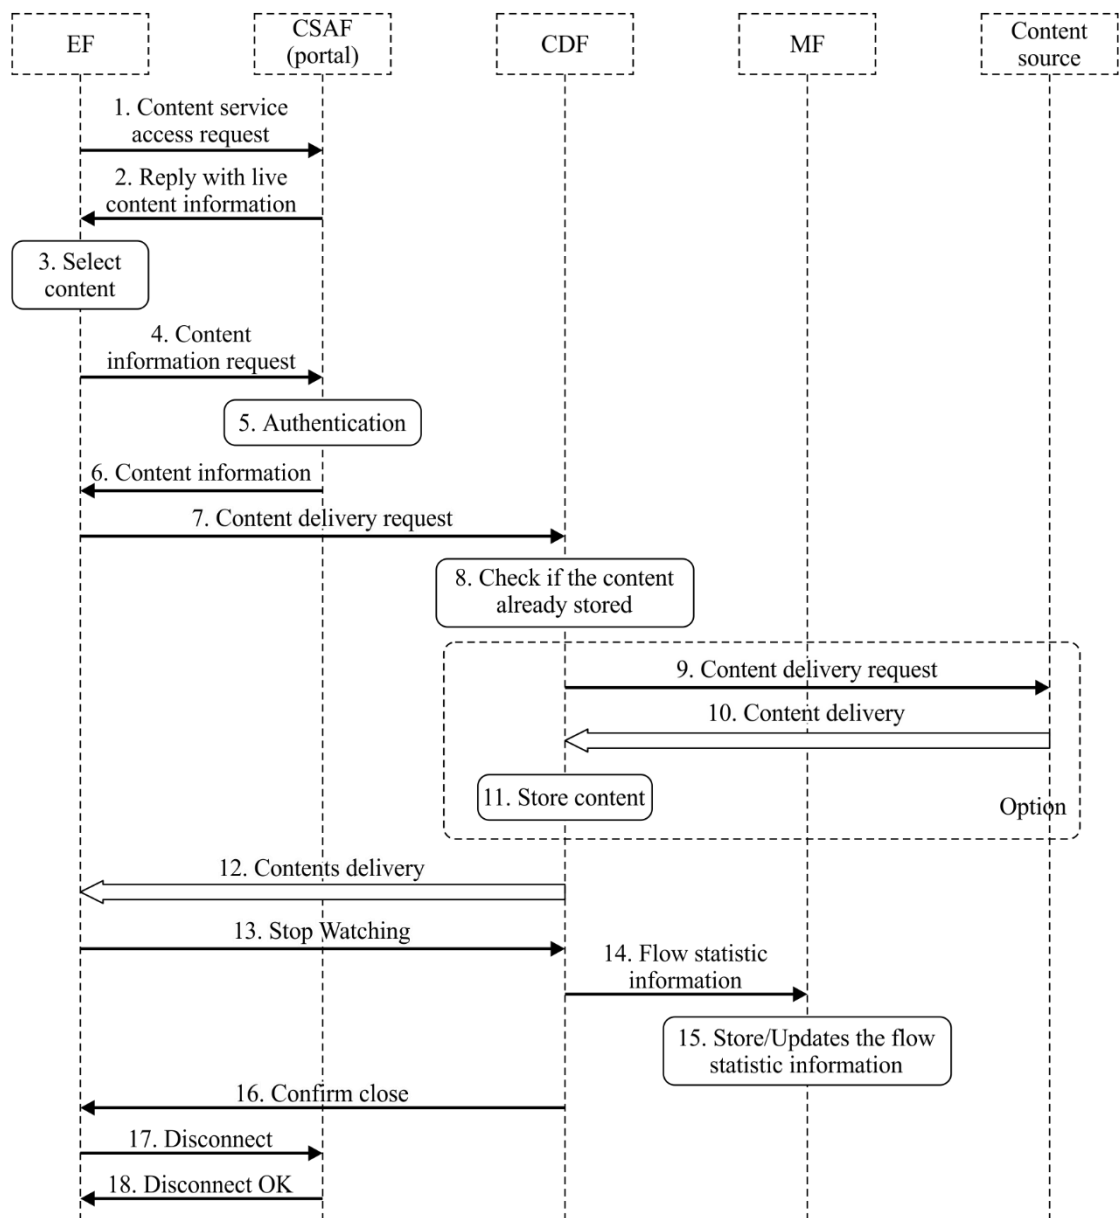 EF
CSAF
(portal)
CDF
MF
Content
source
1. Content service
access request
2. Reply with live
content information
3. Select
content
4. Content
information request
5. Authentication
6. Content information
7. Content delivery request
8. Check if the content
already stored
9. Content delivery request
10. Content delivery
11. Store content
Option
12. Contents delivery
13. Stop Watching
14. Flow statistic
information
15. Store/Updates the flow
statistic information
16. Confirm close
17. Disconnect
18. Disconnect OK